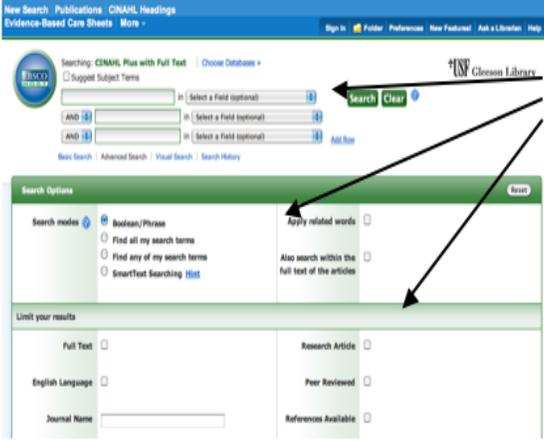 New Search Publications CINAHL Headings
Evidence-Based Care Sheets More
Sign In Folder Preferences New Features! Ask a Librarian Help
EBSCO HOST
Searching: CINAHL Plus with Full Text Choose Databases »
Suggest Subject Terms
USF Gleeson Library
in Select a Field (optional) Search Clear
AND in Select a Field (optional)
AND in Select a Field (optional) Add Row
Basic Search Advanced Search Visual Search Search History
Search Options Reset
Search modes Boolean/Phrase Apply related words
Find all my search terms
Find any of my search terms Also search within the
SmartText Searching Hint full text of the articles
Limit your results
Full Text Research Article
English Language Peer Reviewed
Journal Name References Available